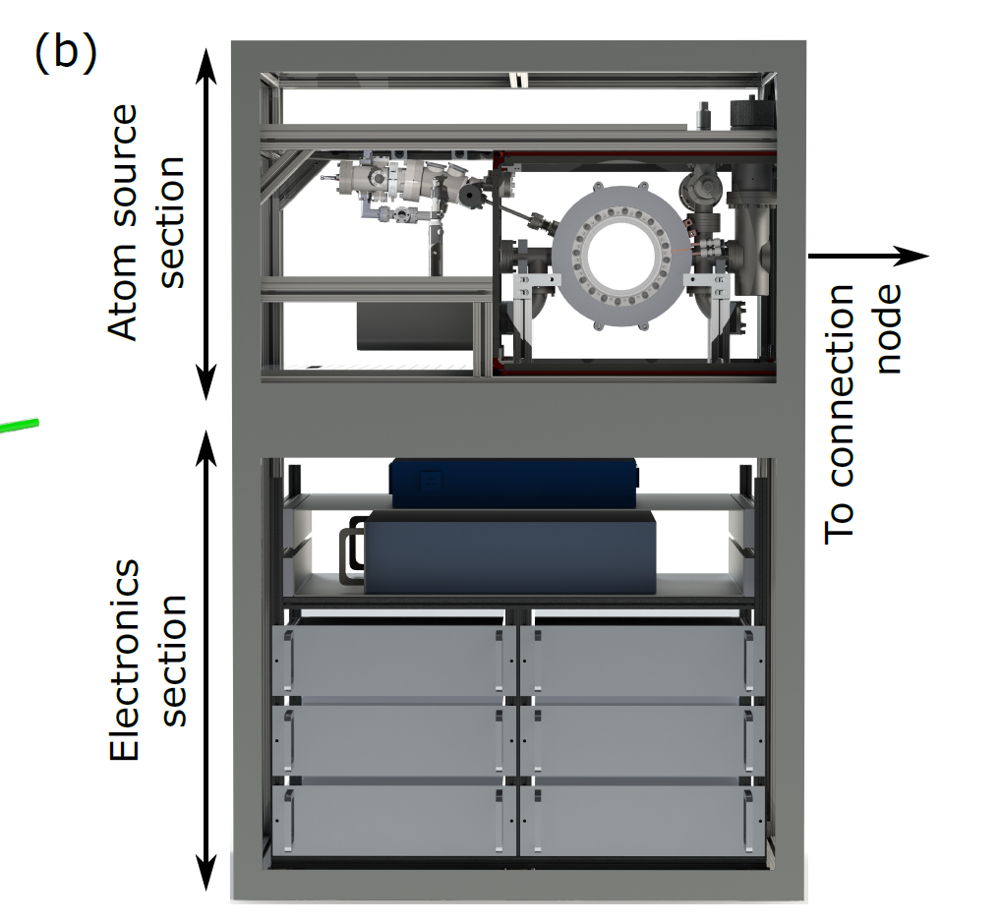 (b)
Atom source
section
To connection
node
Electronics
section